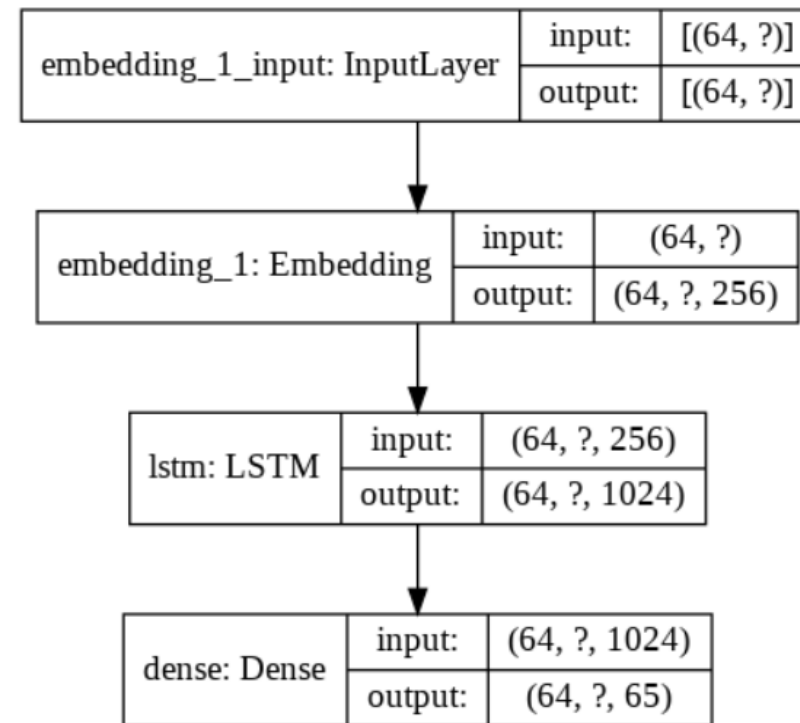 embedding_1_input: InputLayer
input: [(64, ?)]
output: [(64, ?)]
embedding_1: Embedding
input: (64, ?)
output: (64, ?, 256)
lstm: LSTM
input: (64, ?, 256)
output: (64, ?, 1024)
dense: Dense
input: (64, ?, 1024)
output: (64, ?, 65)